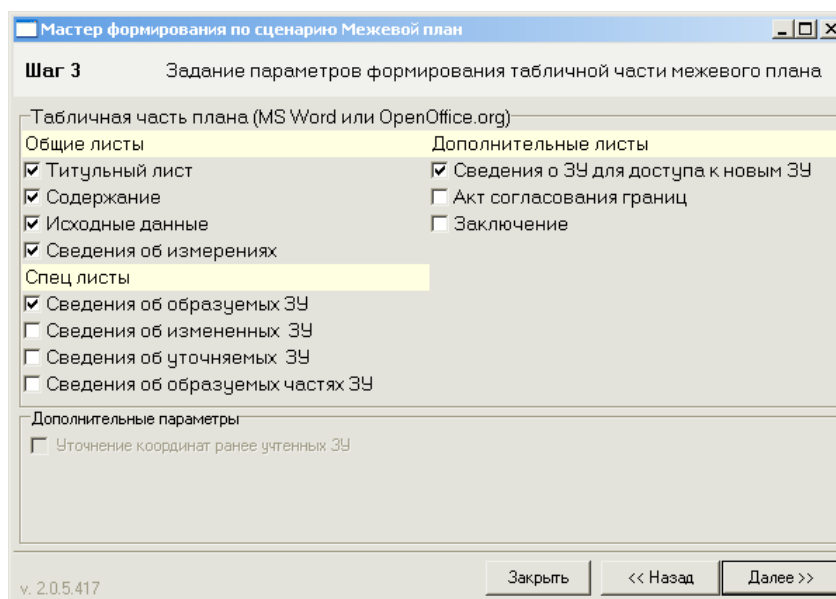 Мастер формирования по сценарию Межевой план
Шаг 3 Задание параметров формирования табличной части межевого плана
Табличная часть плана (MS Word или OpenOffice.org)
Общие листы
Титульный лист
Содержание
Исходные данные
Сведения об измерениях
Спец листы
Сведения об образуемых ЗУ
Сведения об измененных ЗУ
Сведения об уточняемых ЗУ
Сведения об образуемых частях ЗУ
Дополнительные листы
Сведения о ЗУ для доступа к новым ЗУ
Акт согласования границ
Заключение
Дополнительные параметры
Уточнение координат ранее учтенных ЗУ
v. 2.0.5.417
Закрыть << Назад Далее >>